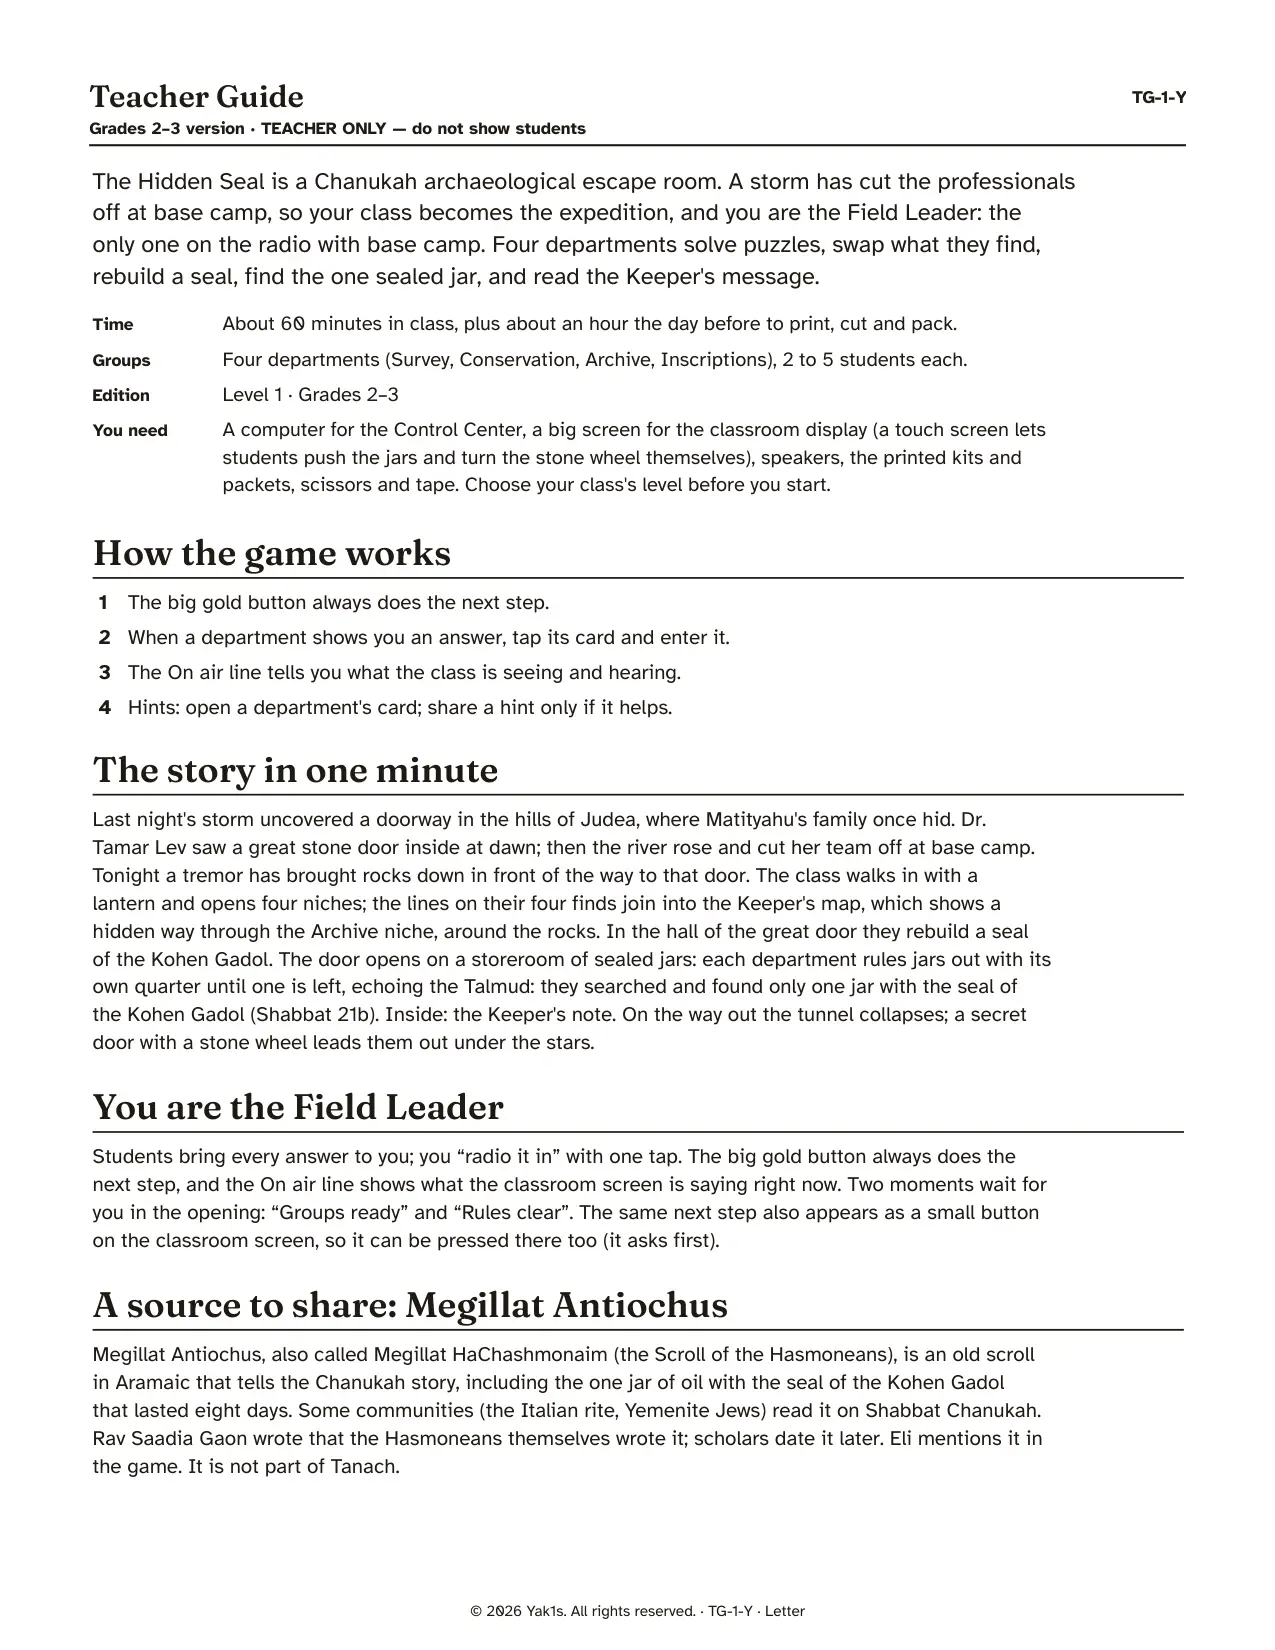 Teacher Guide
TG-1-Y
Grades 2–3 version · TEACHER ONLY — do not show students
The Hidden Seal is a Chanukah archaeological escape room. A storm has cut the professionals
off at base camp, so your class becomes the expedition, and you are the Field Leader: the
only one on the radio with base camp. Four departments solve puzzles, swap what they find,
rebuild a seal, find the one sealed jar, and read the Keeper's message.
Time About 60 minutes in class, plus about an hour the day before to print, cut and pack.
Groups Four departments (Survey, Conservation, Archive, Inscriptions), 2 to 5 students each.
Edition Level 1 · Grades 2–3
You need A computer for the Control Center, a big screen for the classroom display (a touch screen lets
students push the jars and turn the stone wheel themselves), speakers, the printed kits and
packets, scissors and tape. Choose your class's level before you start.
How the game works
1 The big gold button always does the next step.
2 When a department shows you an answer, tap its card and enter it.
3 The On air line tells you what the class is seeing and hearing.
4 Hints: open a department's card; share a hint only if it helps.
The story in one minute
Last night's storm uncovered a doorway in the hills of Judea, where Matityahu's family once hid. Dr.
Tamar Lev saw a great stone door inside at dawn; then the river rose and cut her team off at base camp.
Tonight a tremor has brought rocks down in front of the way to that door. The class walks in with a
lantern and opens four niches; the lines on their four finds join into the Keeper's map, which shows a
hidden way through the Archive niche, around the rocks. In the hall of the great door they rebuild a seal
of the Kohen Gadol. The door opens on a storeroom of sealed jars: each department rules jars out with its
own quarter until one is left, echoing the Talmud: they searched and found only one jar with the seal of
the Kohen Gadol (Shabbat 21b). Inside: the Keeper's note. On the way out the tunnel collapses; a secret
door with a stone wheel leads them out under the stars.
You are the Field Leader
Students bring every answer to you; you “radio it in” with one tap. The big gold button always does the
next step, and the On air line shows what the classroom screen is saying right now. Two moments wait for
you in the opening: “Groups ready” and “Rules clear”. The same next step also appears as a small button
on the classroom screen, so it can be pressed there too (it asks first).
A source to share: Megillat Antiochus
Megillat Antiochus, also called Megillat HaChashmonaim (the Scroll of the Hasmoneans), is an old scroll
in Aramaic that tells the Chanukah story, including the one jar of oil with the seal of the Kohen Gadol
that lasted eight days. Some communities (the Italian rite, Yemenite Jews) read it on Shabbat Chanukah.
Rav Saadia Gaon wrote that the Hasmoneans themselves wrote it; scholars date it later. Eli mentions it in
the game. It is not part of Tanach.
© 2026 Yak1s. All rights reserved. · TG-1-Y · Letter